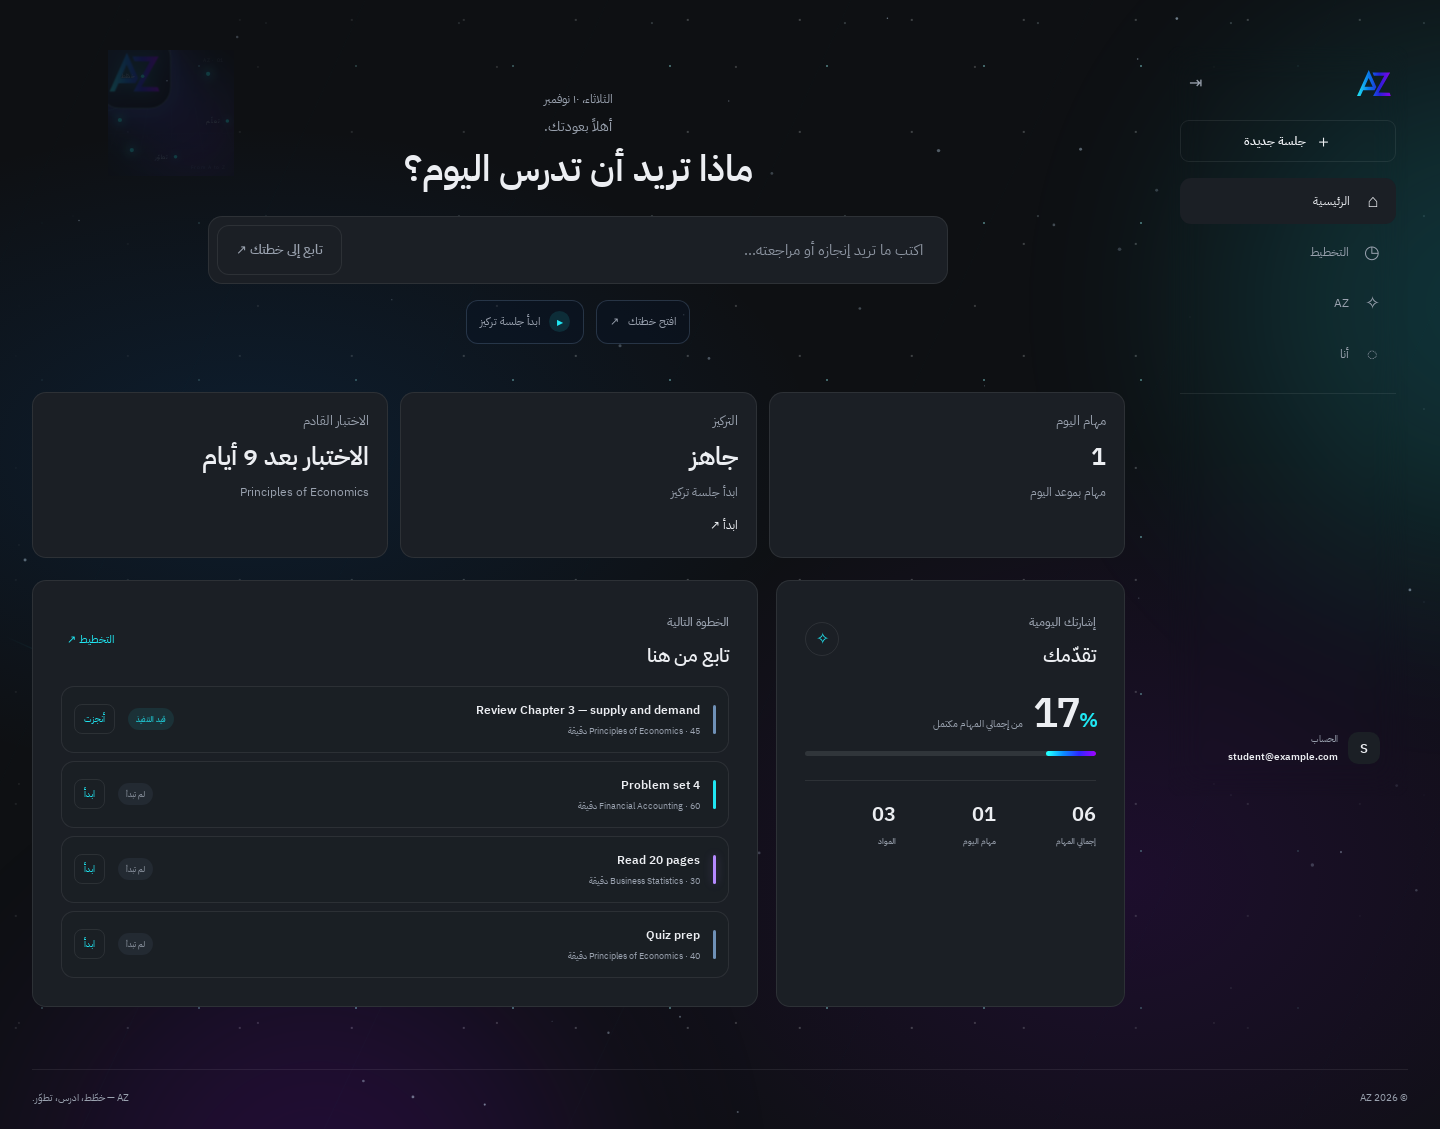 AZ
جلسة جديدة
الرئيسية
التخطيط
AZ
أنا
الثلاثاء، ١٠ نوفمبر
أهلاً بعودتك.
ماذا تريد أن تدرس اليوم؟
اكتب ما تريد إنجازه أو مراجعته...
تابع إلى خطتك ↗
افتح خطتك ↗
ابدأ جلسة تركيز
مهام اليوم
1
مهام بموعد اليوم
التركيز
جاهز
ابدأ جلسة تركيز
ابدأ ↗
الاختبار القادم
الاختبار بعد 9 أيام
Principles of Economics
إشارتك اليومية
تقدّمك
17%
من إجمالي المهام مكتمل
06
إجمالي المهام
01
مهام اليوم
03
المواد
الخطوة التالية
تابع من هنا
التخطيط ↗
Review Chapter 3 — supply and demand
Principles of Economics · 45 دقيقة
قيد التنفيذ
أنجزت
Problem set 4
Financial Accounting · 60 دقيقة
لم تبدأ
ابدأ
Read 20 pages
Business Statistics · 30 دقيقة
لم تبدأ
ابدأ
Quiz prep
Principles of Economics · 40 دقيقة
لم تبدأ
ابدأ
S
الحساب
student@example.com
© 2026 AZ
AZ — خطّط، ادرس، تطوّر.